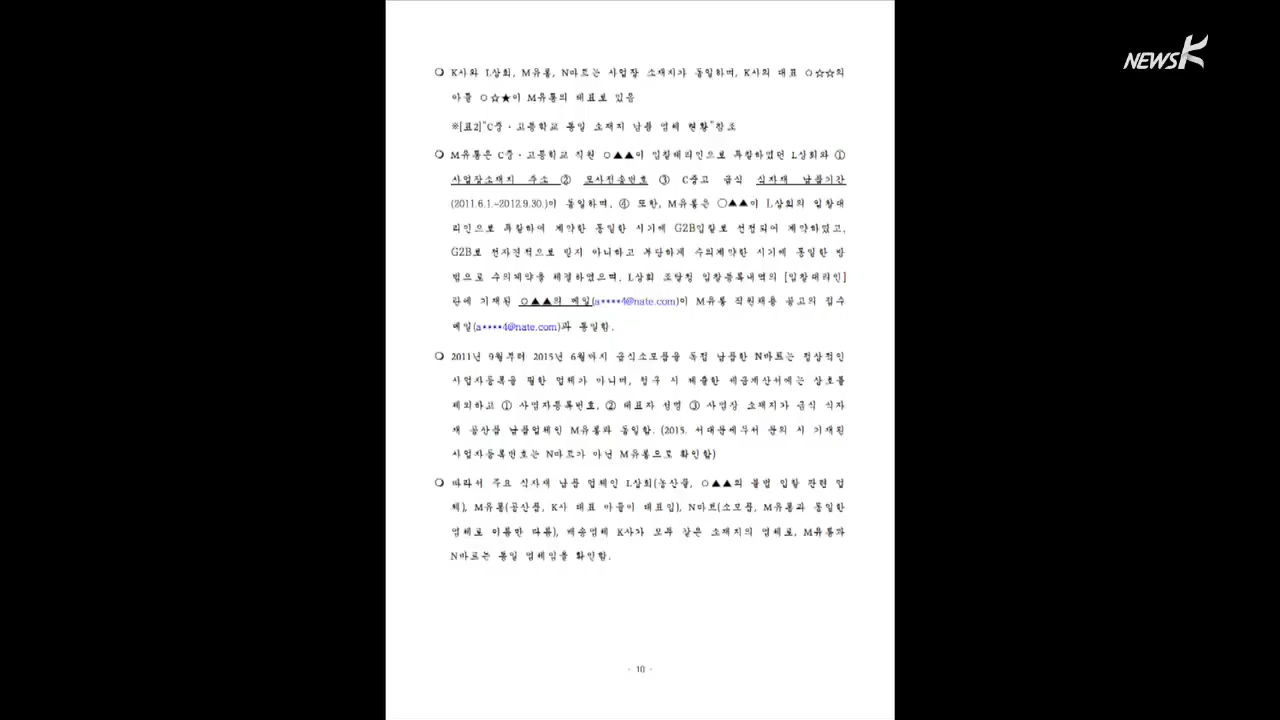 NEWS K
❍ K사와 L상회, M유통, N마트는 사업장 소재지가 동일하며, K사의 대표 ○☆☆의
아들 ○☆★이 M유통의 대표로 있음
※[표2]"C중·고등학교 동일 소재지 납품 업체 현황"참조
❍ M유통은 C중·고등학교 직원 ○▲▲이 입찰대리인으로 투찰하였던 L상회와 ①
사업장소재지 주소 ② 모사전송번호 ③ C중고 급식 식자재 납품기간
(2011.6.1.~2012.9.30.)이 동일하며, ④ 또한, M유통은 ○▲▲이 L상회의 입찰대
리인으로 투찰하여 계약한 동일한 시기에 G2B입찰로 선정되어 계약하였고,
G2B로 전자견적으로 받지 아니하고 부당하게 수의계약한 시기에 동일한 방
법으로 수의계약을 체결하였으며, L상회 조달청 입찰등록내역의 [입찰대리인]
란에 기재된 ○▲▲의 메일(a****4@nate.com)이 M유통 직원채용 공고의 접수
메일(a****4@nate.com)과 동일함.
❍ 2011년 9월부터 2015년 6월까지 급식소모품을 독점 납품한 N마트는 정상적인
사업자등록을 필한 업체가 아니며, 청구 시 제출한 세금계산서에는 상호를
제외하고 ① 사업자등록번호, ② 대표자 성명 ③ 사업장 소재지가 급식 식자
재 공산품 납품업체인 M유통과 동일함. (2015. 서대문세무서 문의 시 기재된
사업자등록번호는 N마트가 아닌 M유통으로 확인함)
❍ 따라서 주요 식자재 납품 업체인 L상회(농산물, ○▲▲의 불법 입찰 관련 업
체), M유통(공산품, K사 대표 아들이 대표임), N마트(소모품, M유통과 동일한
업체로 이름만 다름), 배송업체 K사가 모두 같은 소재지의 업체로, M유통과
N마트는 동일 업체임을 확인함.
- 10 -